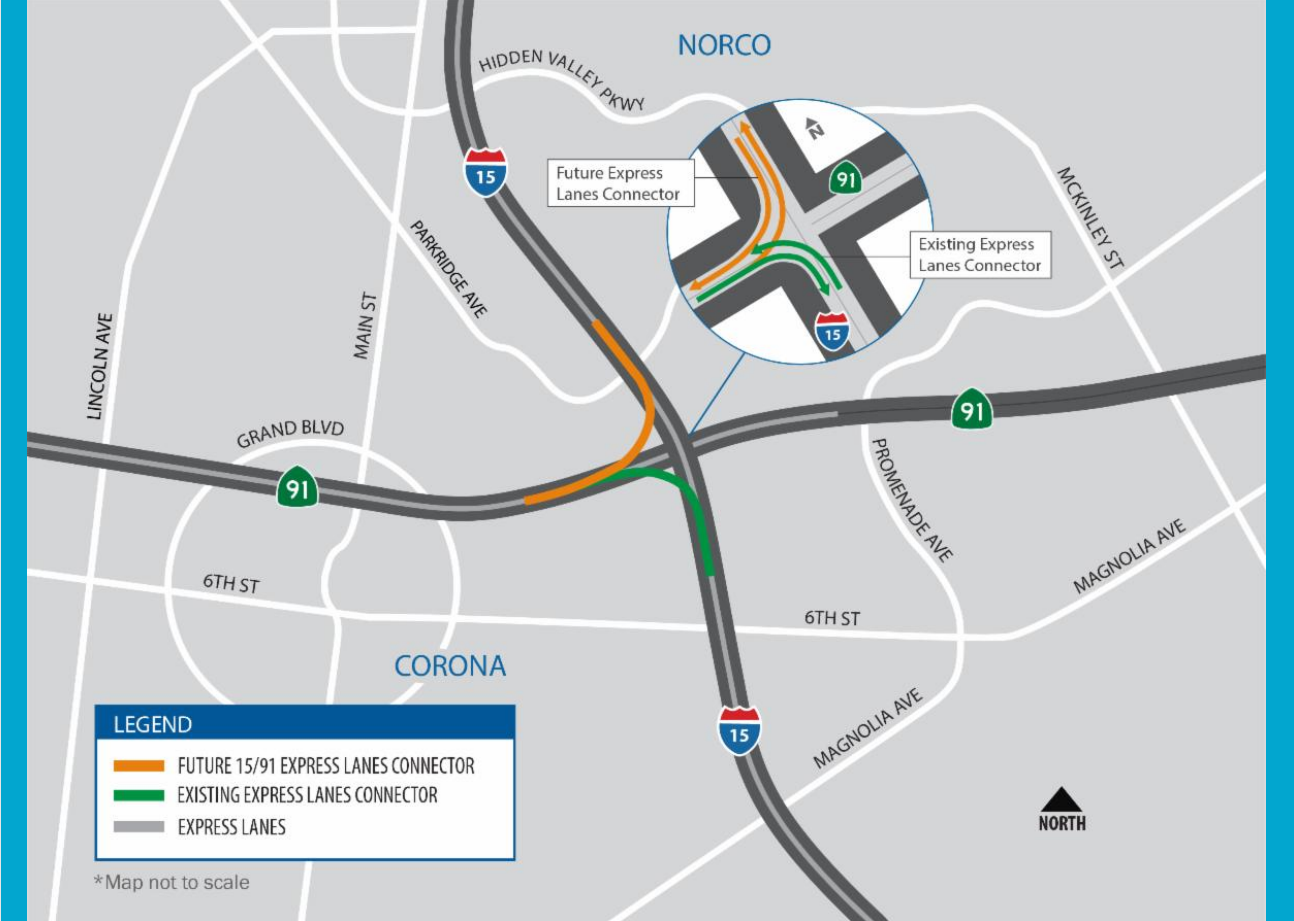 NORCO
HIDDEN VALLEY PKWY
N
15
Future Express
Lanes Connector
91
MCKINLEY ST
PARKRIDGE AVE
Existing Express
Lanes Connector
MAIN ST
15
LINCOLN AVE
91
GRAND BLVD
91
PROMENADE AVE
MAGNOLIA AVE
6TH ST
6TH ST
CORONA
MAGNOLIA AVE
15
LEGEND
FUTURE 15/91 EXPRESS LANES CONNECTOR
EXISTING EXPRESS LANES CONNECTOR
EXPRESS LANES
NORTH
*Map not to scale